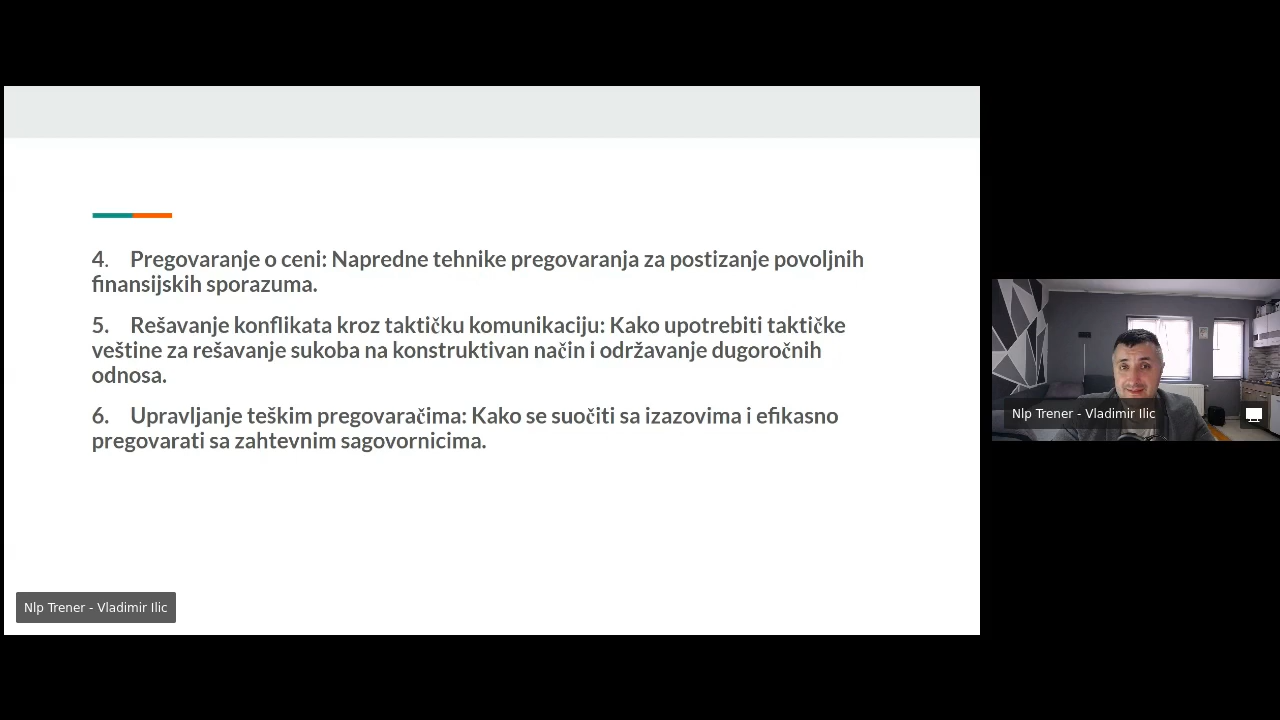 4. Pregovaranje o ceni: Napredne tehnike pregovaranja za postizanje povoljnih
finansijskih sporazuma.
5. Rešavanje konflikata kroz taktičku komunikaciju: Kako upotrebiti taktičke
veštine za rešavanje sukoba na konstruktivan način i održavanje dugoročnih
odnosa.
6. Upravljanje teškim pregovaračima: Kako se suočiti sa izazovima i efikasno
pregovarati sa zahtevnim sagovornicima.
Nlp Trener - Vladimir Ilic
Nlp Trener - Vladimir Ilic